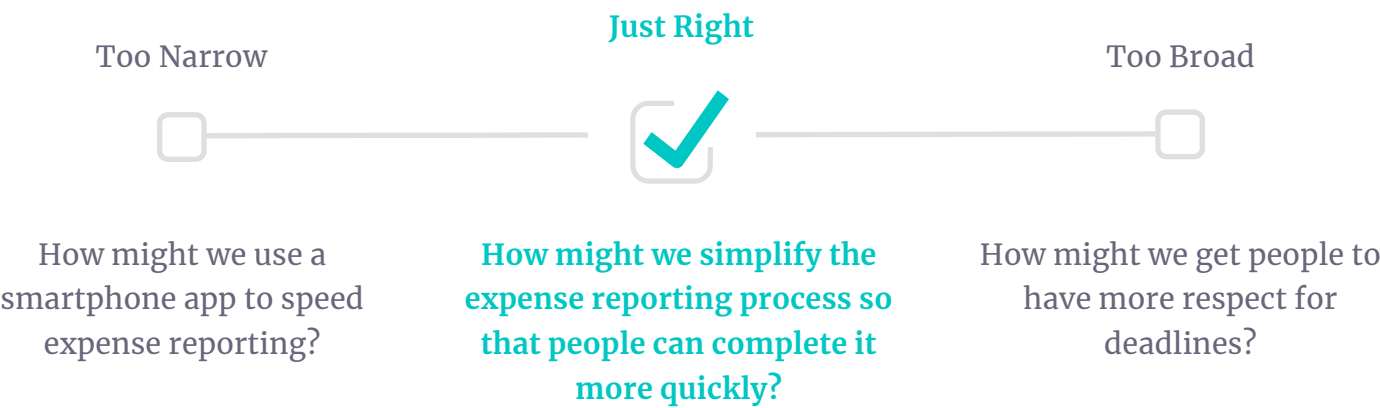 Too Narrow
Just Right
Too Broad
How might we use a
smartphone app to speed
expense reporting?
How might we simplify the
expense reporting process so
that people can complete it
more quickly?
How might we get people to
have more respect for
deadlines?